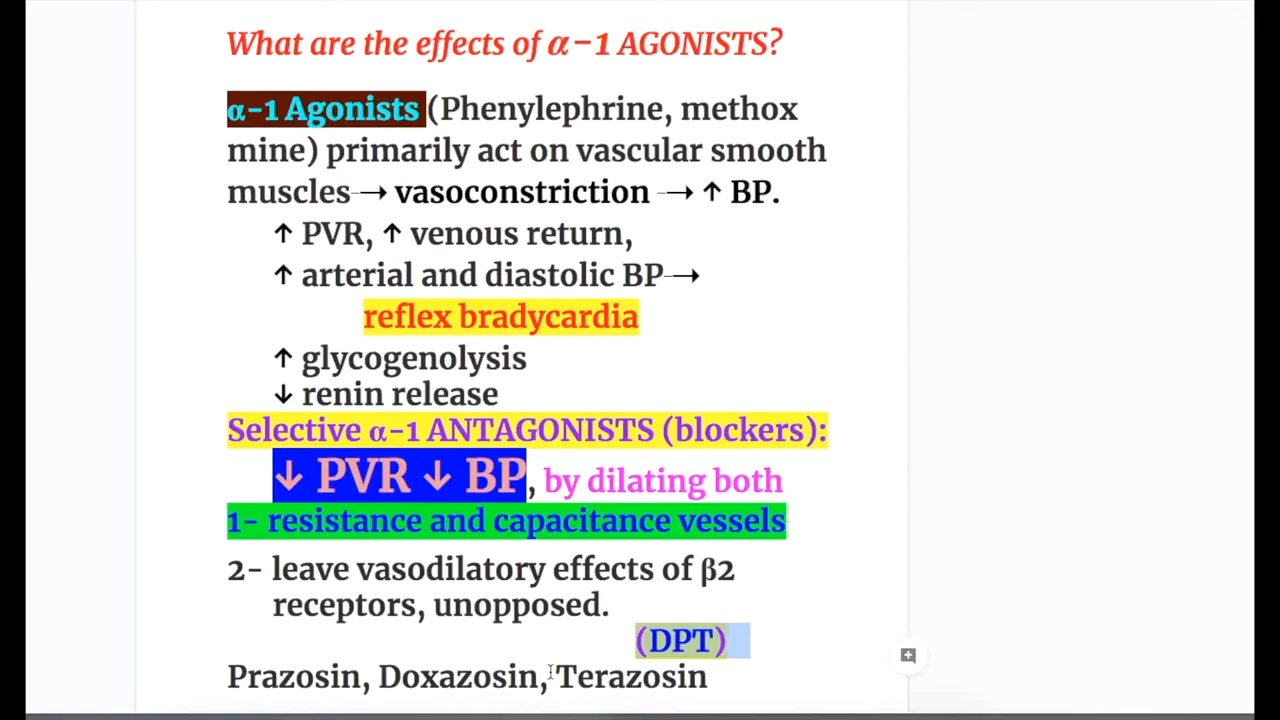 What are the effects of α-1 AGONISTS?
α-1 Agonists (Phenylephrine, methox
mine) primarily act on vascular smooth
muscles→ vasoconstriction → ↑ BP.
↑ PVR, ↑ venous return,
↑ arterial and diastolic BP→
reflex bradycardia
↑ glycogenolysis
↓ renin release
Selective α-1 ANTAGONISTS (blockers):
↓ PVR ↓ BP, by dilating both
1- resistance and capacitance vessels
2- leave vasodilatory effects of β2
receptors, unopposed.
(DPT)
Prazosin, Doxazosin, Terazosin